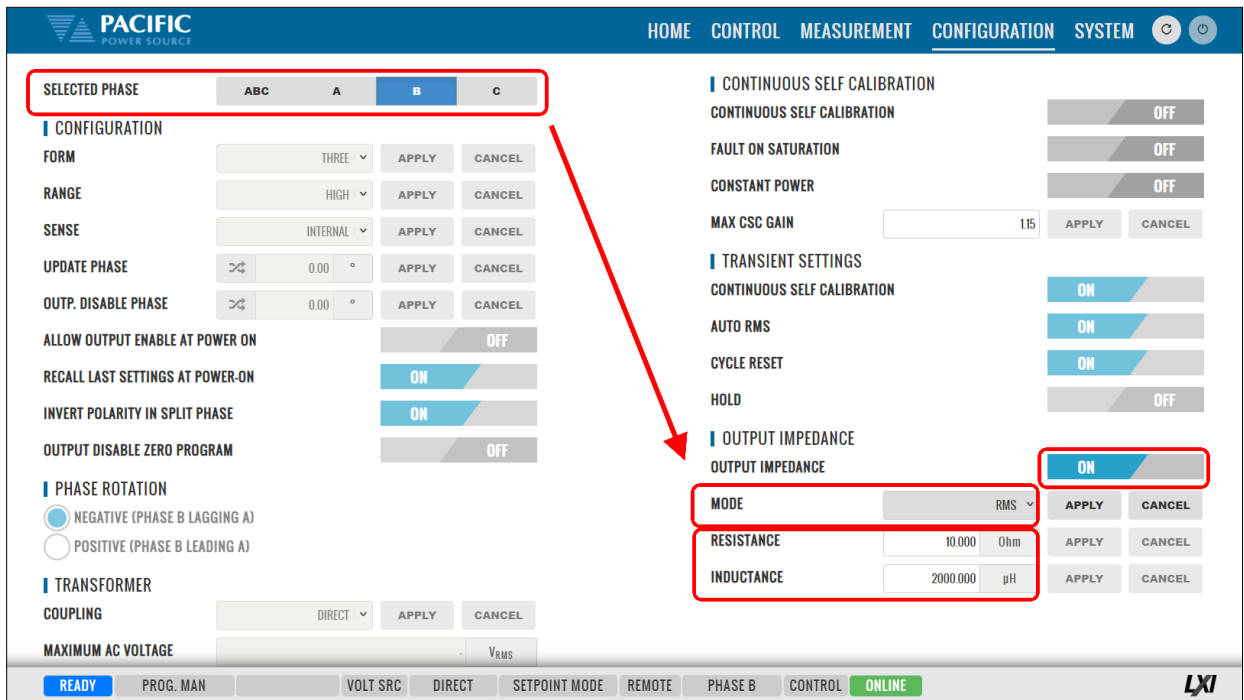 PACIFIC
POWER SOURCE
HOME CONTROL MEASUREMENT CONFIGURATION SYSTEM
SELECTED PHASE ABC A B C
CONFIGURATION
FORM THREE APPLY CANCEL
RANGE HIGH APPLY CANCEL
SENSE INTERNAL APPLY CANCEL
UPDATE PHASE 0.00 ° APPLY CANCEL
OUTP. DISABLE PHASE 0.00 ° APPLY CANCEL
ALLOW OUTPUT ENABLE AT POWER ON OFF
RECALL LAST SETTINGS AT POWER-ON ON
INVERT POLARITY IN SPLIT PHASE ON
OUTPUT DISABLE ZERO PROGRAM OFF
PHASE ROTATION
NEGATIVE (PHASE B LAGGING A)
POSITIVE (PHASE B LEADING A)
TRANSFORMER
COUPLING DIRECT APPLY CANCEL
MAXIMUM AC VOLTAGE - VRMS
CONTINUOUS SELF CALIBRATION
CONTINUOUS SELF CALIBRATION OFF
FAULT ON SATURATION OFF
CONSTANT POWER OFF
MAX CSC GAIN 1.15 APPLY CANCEL
TRANSIENT SETTINGS
CONTINUOUS SELF CALIBRATION ON
AUTO RMS ON
CYCLE RESET ON
HOLD OFF
OUTPUT IMPEDANCE
OUTPUT IMPEDANCE ON
MODE RMS APPLY CANCEL
RESISTANCE 10.000 Ohm APPLY CANCEL
INDUCTANCE 2000.000 µH APPLY CANCEL
READY PROG. MAN VOLT SRC DIRECT SETPOINT MODE REMOTE PHASE B CONTROL ONLINE LXI